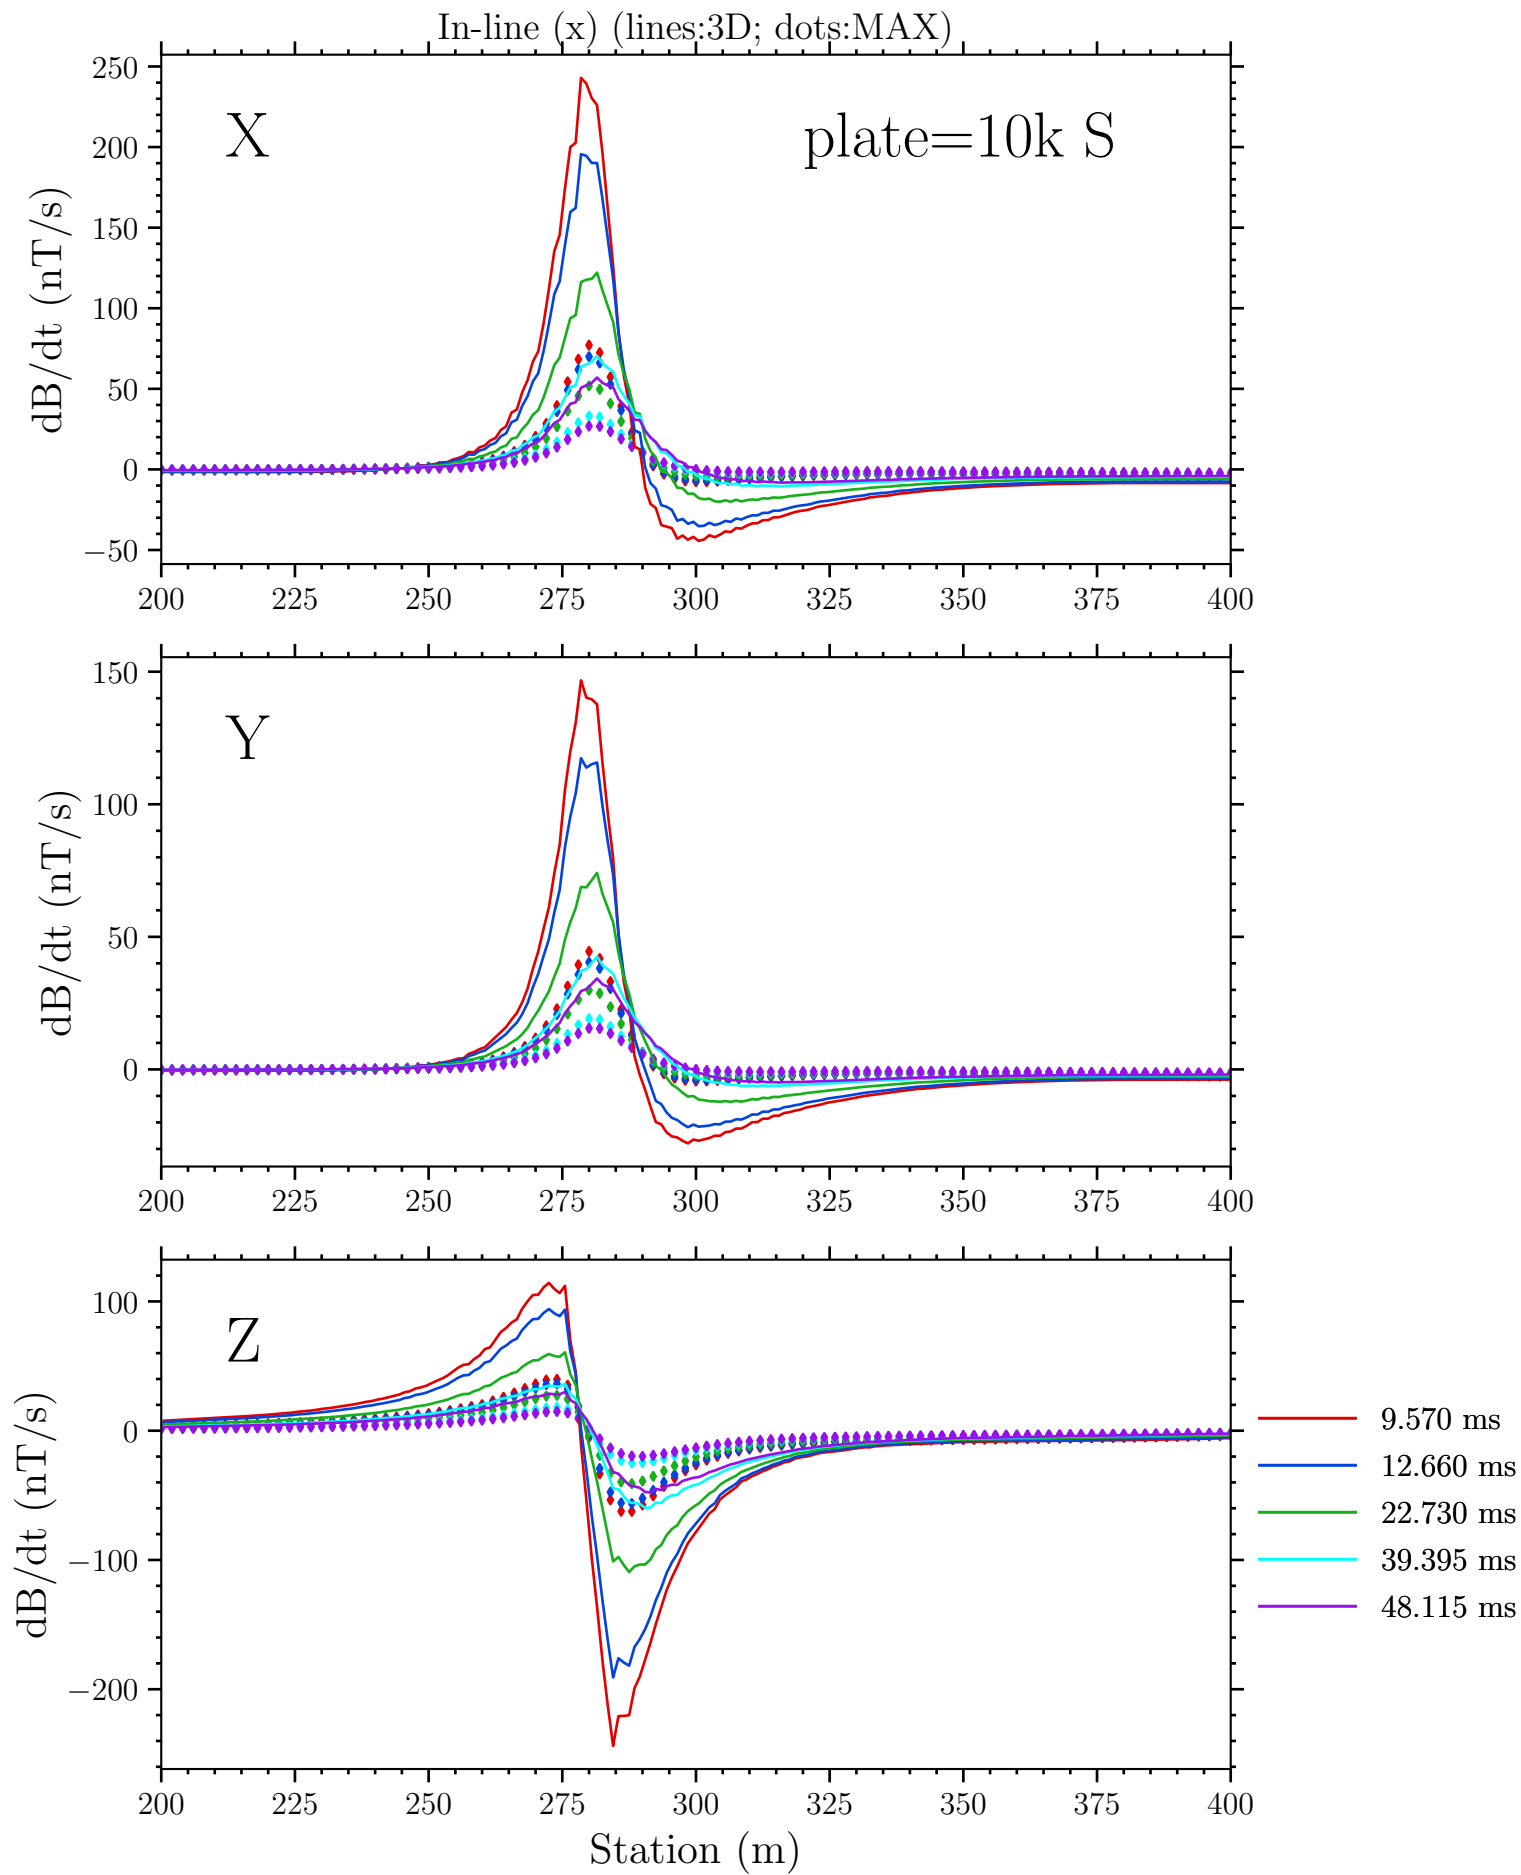 In-line (x) (lines:3D; dots:MAX)
X
plate=10k S
dB/dt (nT/s)
250
200
150
100
50
0
−50
200 225 250 275 300 325 350 375 400
Y
dB/dt (nT/s)
150
100
50
0
200 225 250 275 300 325 350 375 400
Z
dB/dt (nT/s)
100
0
−100
−200
200 225 250 275 300 325 350 375 400
Station (m)
9.570 ms
12.660 ms
22.730 ms
39.395 ms
48.115 ms